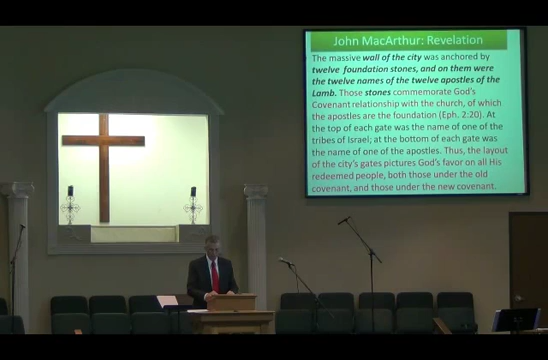 John MacArthur: Revelation
The massive wall of the city was anchored by
twelve foundation stones, and on them were
the twelve names of the twelve apostles of the
Lamb. Those stones commemorate God's
Covenant relationship with the church, of which
the apostles are the foundation (Eph. 2:20). At
the top of each gate was the name of one of the
tribes of Israel; at the bottom of each gate was
the name of one of the apostles. Thus, the layout
of the city's gates pictures God's favor on all His
redeemed people, both those under the old
covenant, and those under the new covenant.